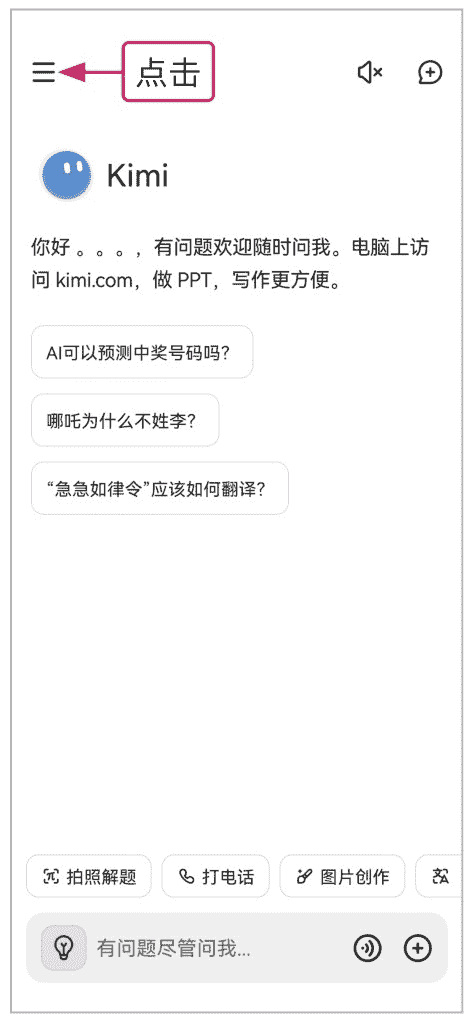 点击
Kimi
你好 。。。，有问题欢迎随时问我。电脑上访
问 kimi.com，做 PPT，写作更方便。
AI可以预测中奖号码吗？
哪吒为什么不姓李？
“急急如律令”应该如何翻译？
拍照解题 打电话 图片创作
有问题尽管问我...